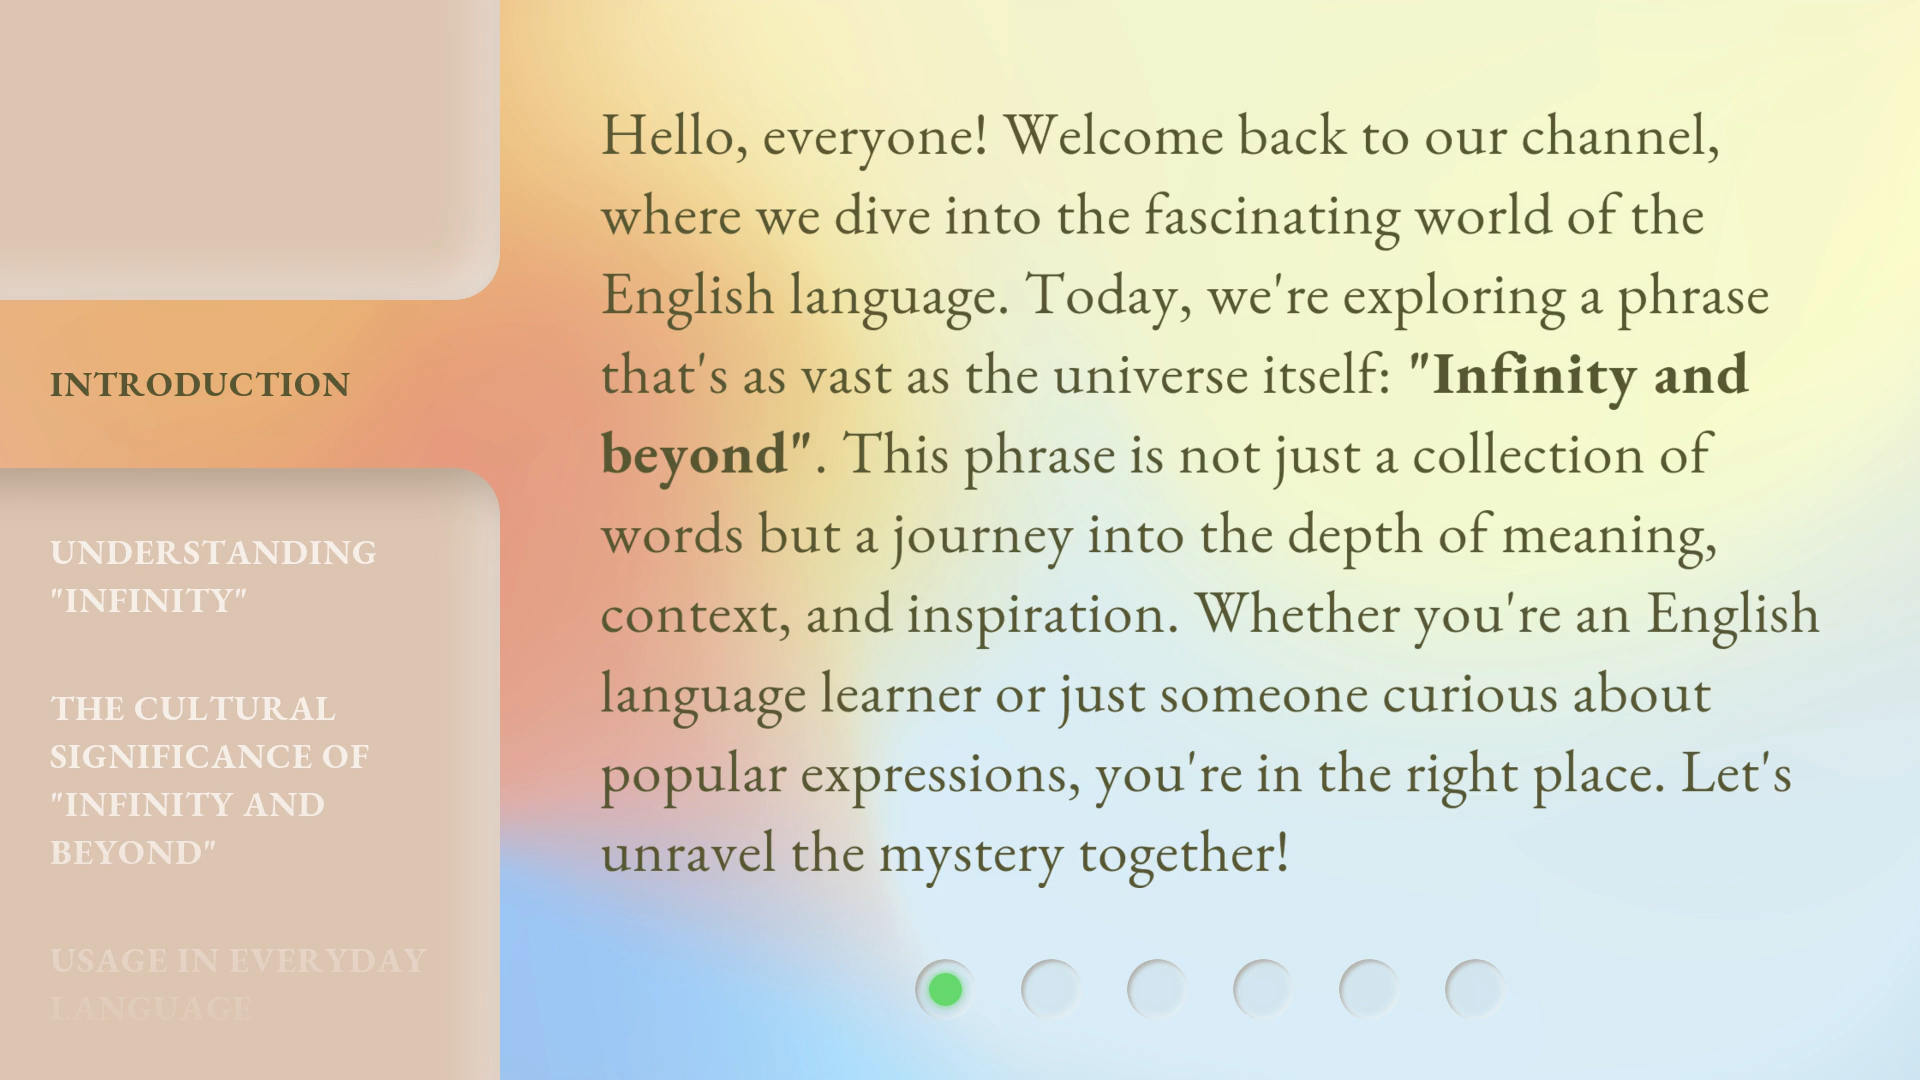 INTRODUCTION
UNDERSTANDING
"INFINITY"
THE CULTURAL
SIGNIFICANCE OF
"INFINITY AND
BEYOND"
USAGE IN EVERYDAY
LANGUAGE
Hello, everyone! Welcome back to our channel,
where we dive into the fascinating world of the
English language. Today, we're exploring a phrase
that's as vast as the universe itself: "Infinity and
beyond". This phrase is not just a collection of
words but a journey into the depth of meaning,
context, and inspiration. Whether you're an English
language learner or just someone curious about
popular expressions, you're in the right place. Let's
unravel the mystery together!